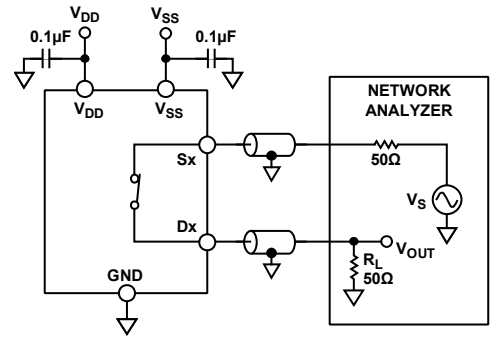 VDD
VSS
0.1µF
0.1µF
VDD
VSS
NETWORK
ANALYZER
Sx
50Ω
VS
Dx
VOUT
RL
50Ω
GND